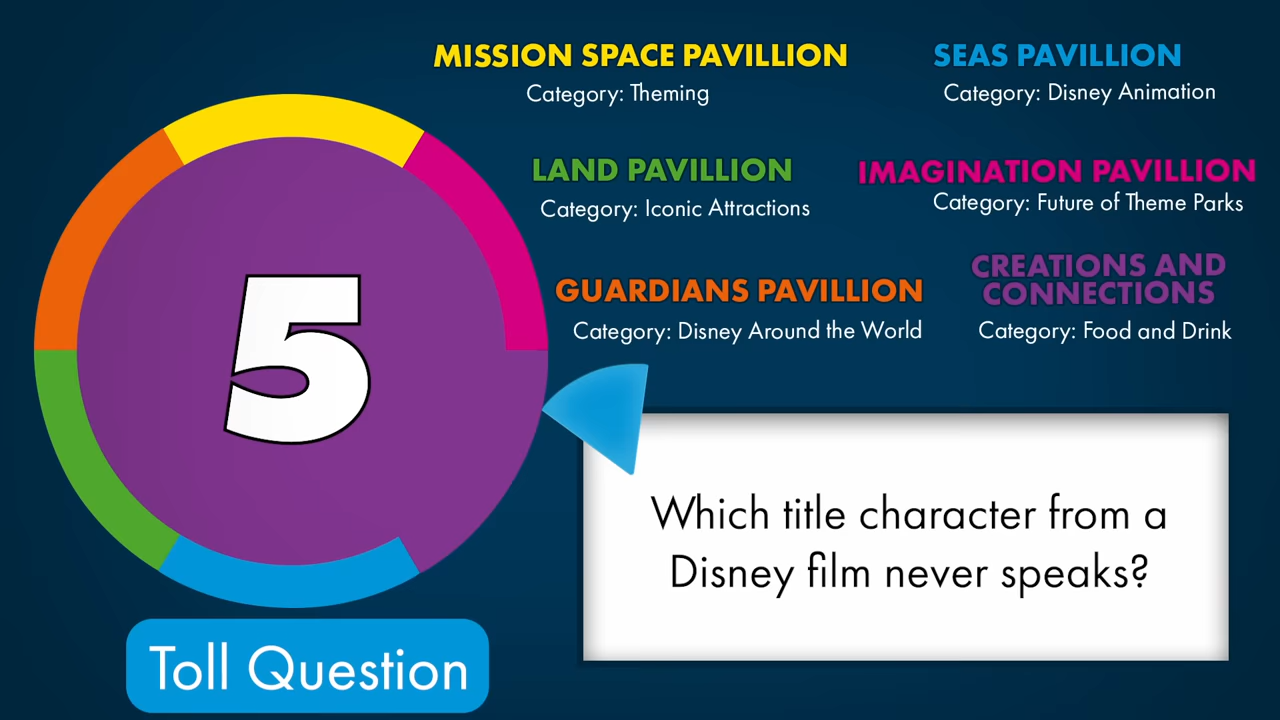 MISSION SPACE PAVILLION
Category: Theming
SEAS PAVILLION
Category: Disney Animation
LAND PAVILLION
Category: Iconic Attractions
IMAGINATION PAVILLION
Category: Future of Theme Parks
GUARDIANS PAVILLION
Category: Disney Around the World
CREATIONS AND
CONNECTIONS
Category: Food and Drink
5
Which title character from a
Disney film never speaks?
Toll Question